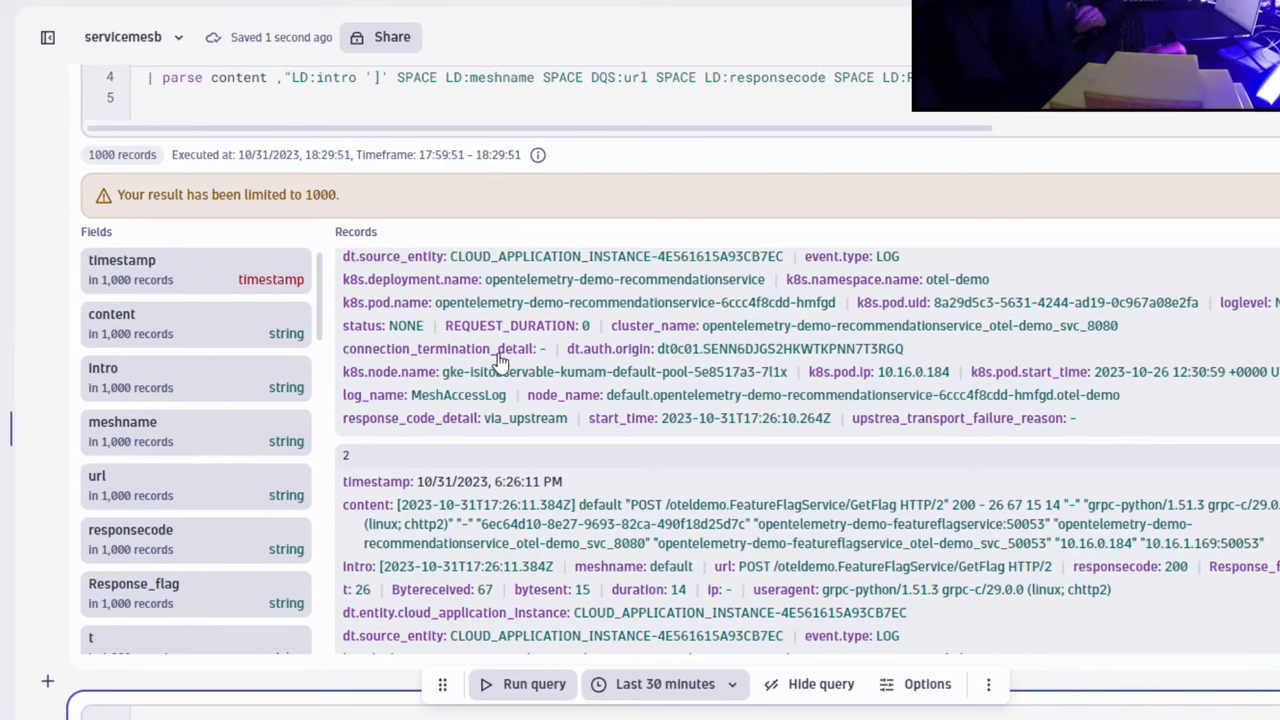 servicemesb
Saved 1 second ago
Share
4 | parse content ,"LD:intro ']' SPACE LD:meshname SPACE DQS:url SPACE LD:responsecode SPACE LD:
5
1000 records Executed at: 10/31/2023, 18:29:51, Timeframe: 17:59:51 - 18:29:51
Your result has been limited to 1000.
Fields
Records
timestamp
in 1,000 records timestamp
content
in 1,000 records string
Intro
in 1,000 records string
meshname
in 1,000 records string
url
in 1,000 records string
responsecode
in 1,000 records string
Response_flag
in 1,000 records string
t
dt.source_entity: CLOUD_APPLICATION_INSTANCE-4E561615A93CB7EC | event.type: LOG
k8s.deployment.name: opentelemetry-demo-recommendationservice | k8s.namespace.name: otel-demo
k8s.pod.name: opentelemetry-demo-recommendationservice-6ccc4f8cdd-hmfgd | k8s.pod.uid: 8a29d5c3-5631-4244-ad19-0c967a08e2fa | loglevel:
status: NONE | REQUEST_DURATION: 0 | cluster_name: opentelemetry-demo-recommendationservice_otel-demo_svc_8080
connection_termination_detail: - | dt.auth.origin: dt0c01.SENN6DJGS2HKWTKPNN7T3RGQ
k8s.node.name: gke-isitobservable-kumam-default-pool-5e8517a3-7l1x | k8s.pod.ip: 10.16.0.184 | k8s.pod.start_time: 2023-10-26 12:30:59 +0000 U
log_name: MeshAccessLog | node_name: default.opentelemetry-demo-recommendationservice-6ccc4f8cdd-hmfgd.otel-demo
response_code_detail: via_upstream | start_time: 2023-10-31T17:26:10.264Z | upstrea_transport_failure_reason: -
2
timestamp: 10/31/2023, 6:26:11 PM
content: [2023-10-31T17:26:11.384Z] default "POST /oteldemo.FeatureFlagService/GetFlag HTTP/2" 200 - 26 67 15 14 "-" "grpc-python/1.51.3 grpc-c/29.0
(linux; chttp2)" "-" "6ec64d10-8e27-9693-82ca-490f18d25d7c" "opentelemetry-demo-featureflagservice:50053" "opentelemetry-demo-
recommendationservice_otel-demo_svc_8080" "opentelemetry-demo-featureflagservice_otel-demo_svc_50053" "10.16.0.184" "10.16.1.169:50053"
Intro: [2023-10-31T17:26:11.384Z | meshname: default | url: POST /oteldemo.FeatureFlagService/GetFlag HTTP/2 | responsecode: 200 | Response_f
t: 26 | Bytereceived: 67 | bytesent: 15 | duration: 14 | ip: - | useragent: grpc-python/1.51.3 grpc-c/29.0.0 (linux; chttp2)
dt.entity.cloud_application_instance: CLOUD_APPLICATION_INSTANCE-4E561615A93CB7EC
dt.source_entity: CLOUD_APPLICATION_INSTANCE-4E561615A93CB7EC | event.type: LOG
Run query
Last 30 minutes
Hide query
Options